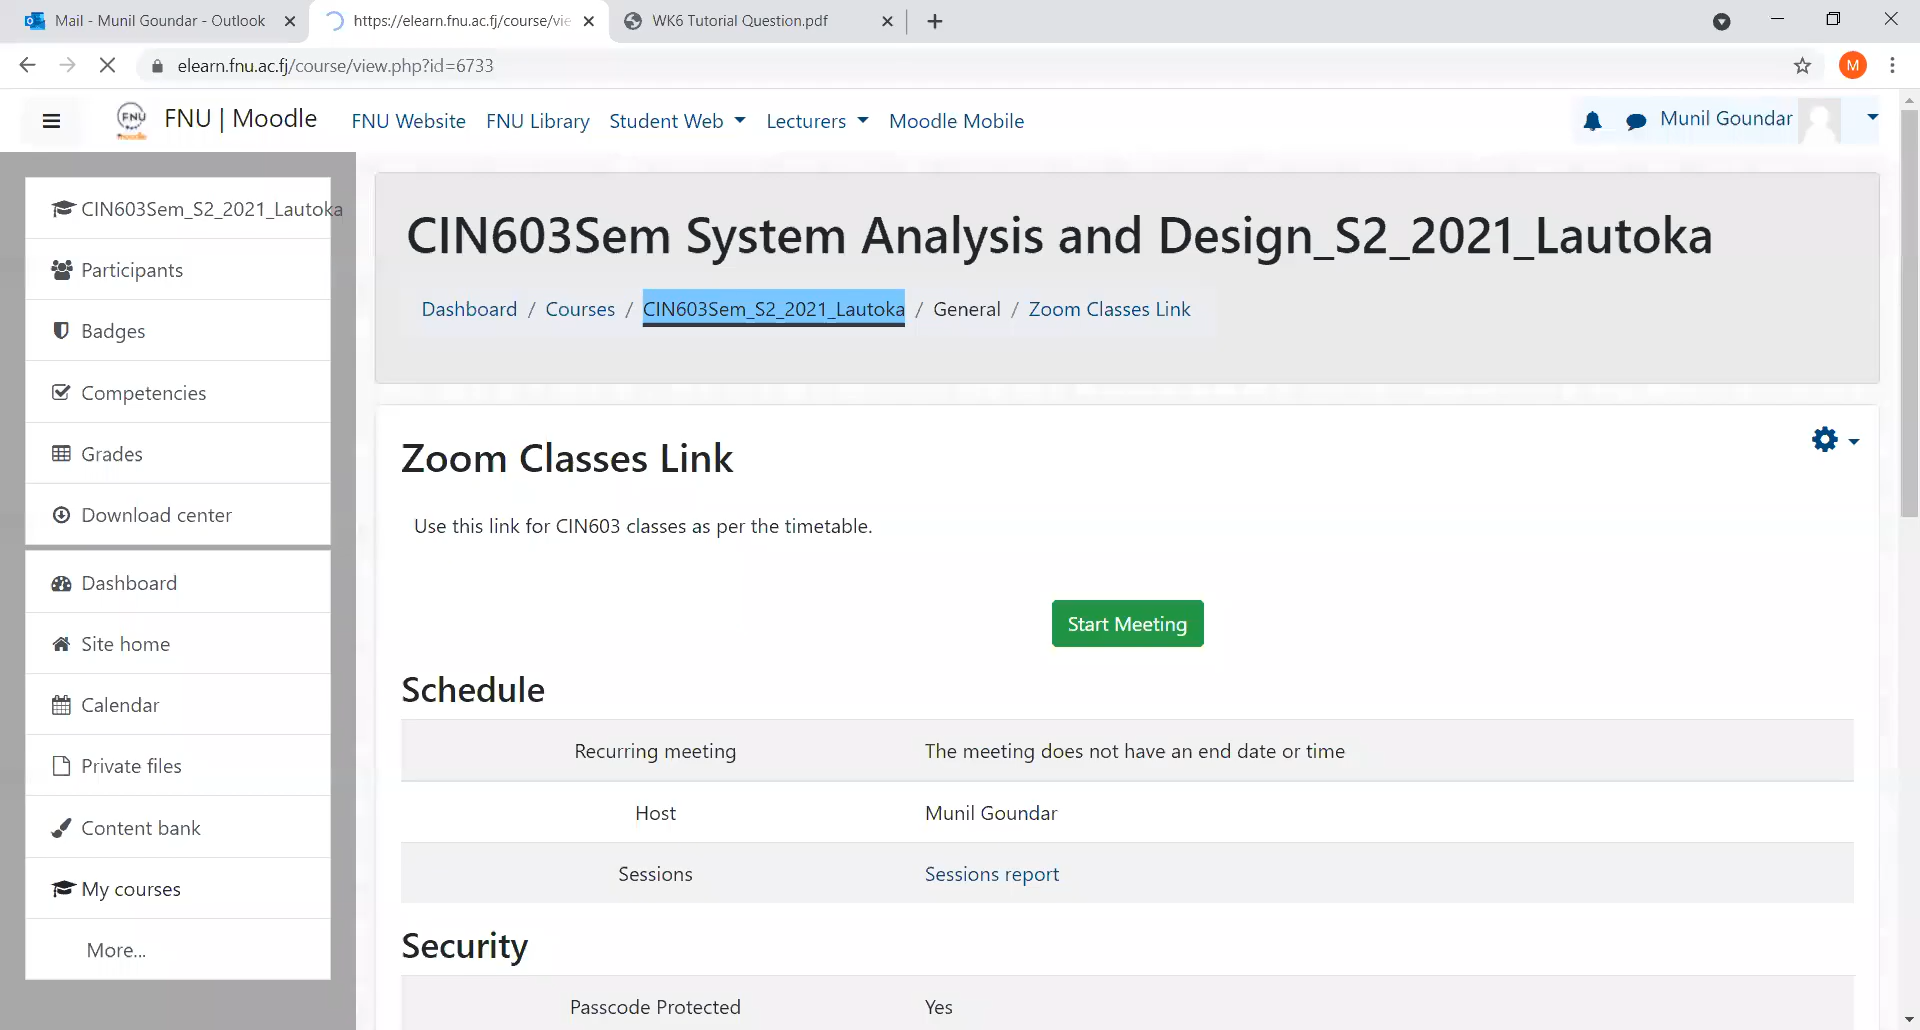 Mail - Munil Goundar - Outlook
https://elearn.fnu.ac.fj/course/vie
WK6 Tutorial Question.pdf
elearn.fnu.ac.fj/course/view.php?id=6733
M
FNU
moodle
FNU | Moodle
FNU Website
FNU Library
Student Web
Lecturers
Moodle Mobile
Munil Goundar
CIN603Sem_S2_2021_Lautoka
Participants
Badges
Competencies
Grades
Download center
Dashboard
Site home
Calendar
Private files
Content bank
My courses
More...
CIN603Sem System Analysis and Design_S2_2021_Lautoka
Dashboard / Courses / CIN603Sem_S2_2021_Lautoka / General / Zoom Classes Link
Zoom Classes Link
Use this link for CIN603 classes as per the timetable.
Start Meeting
Schedule
Recurring meeting The meeting does not have an end date or time
Host Munil Goundar
Sessions Sessions report
Security
Passcode Protected Yes